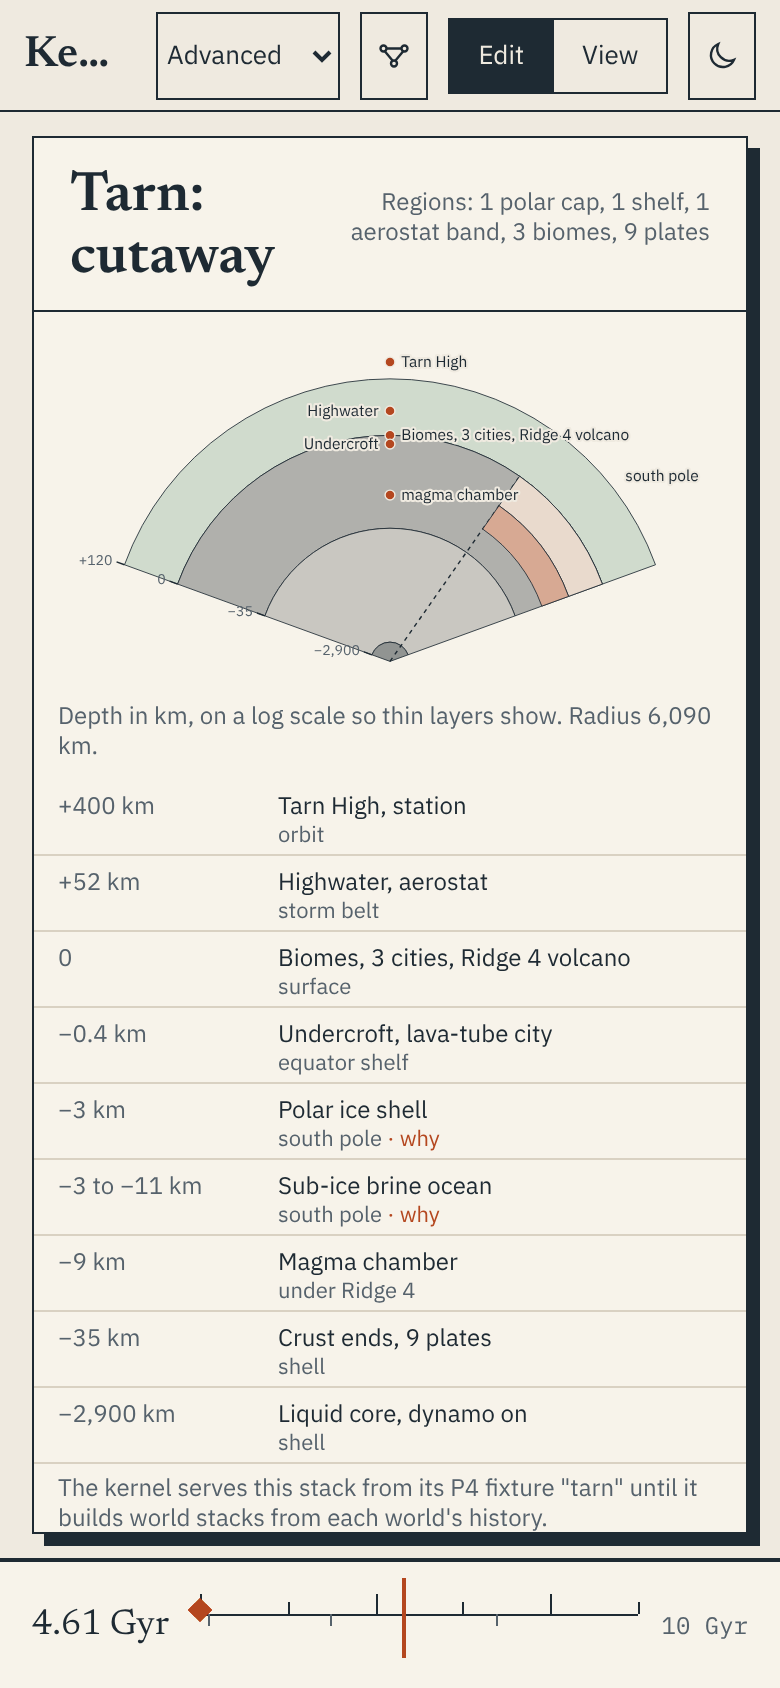 Ke...
Advanced
Edit
View
Tarn:
cutaway
Regions: 1 polar cap, 1 shelf, 1
aerostat band, 3 biomes, 9 plates
Tarn High
Highwater
Biomes, 3 cities, Ridge 4 volcano
Undercroft
south pole
magma chamber
+120
0
−35
−2,900
Depth in km, on a log scale so thin layers show. Radius 6,090
km.
+400 km
Tarn High, station
orbit
+52 km
Highwater, aerostat
storm belt
0
Biomes, 3 cities, Ridge 4 volcano
surface
−0.4 km
Undercroft, lava-tube city
equator shelf
−3 km
Polar ice shell
south pole · why
−3 to −11 km
Sub-ice brine ocean
south pole · why
−9 km
Magma chamber
under Ridge 4
−35 km
Crust ends, 9 plates
shell
−2,900 km
Liquid core, dynamo on
shell
The kernel serves this stack from its P4 fixture "tarn" until it
builds world stacks from each world's history.
4.61 Gyr
10 Gyr